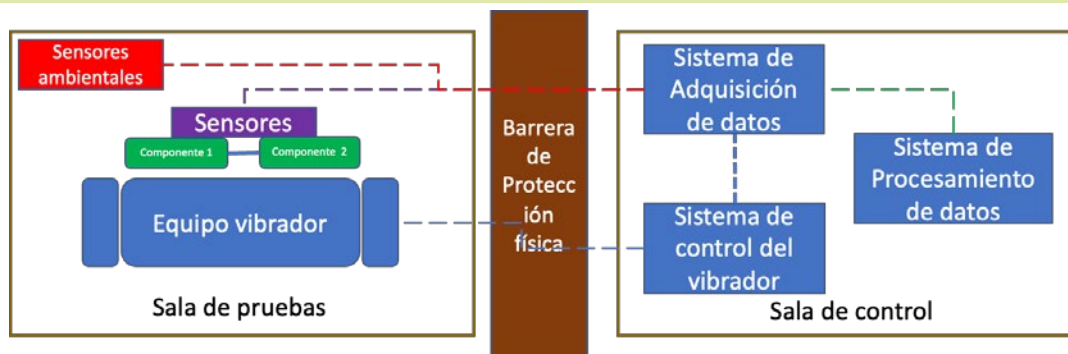 Sensores
ambientales
Sensores
Componente 1
Componente 2
Equipo vibrador
Sala de pruebas
Barrera
de
Protecc
ión
física
Sistema de
Adquisición
de datos
Sistema de
Procesamiento
de datos
Sistema de
control del
vibrador
Sala de control